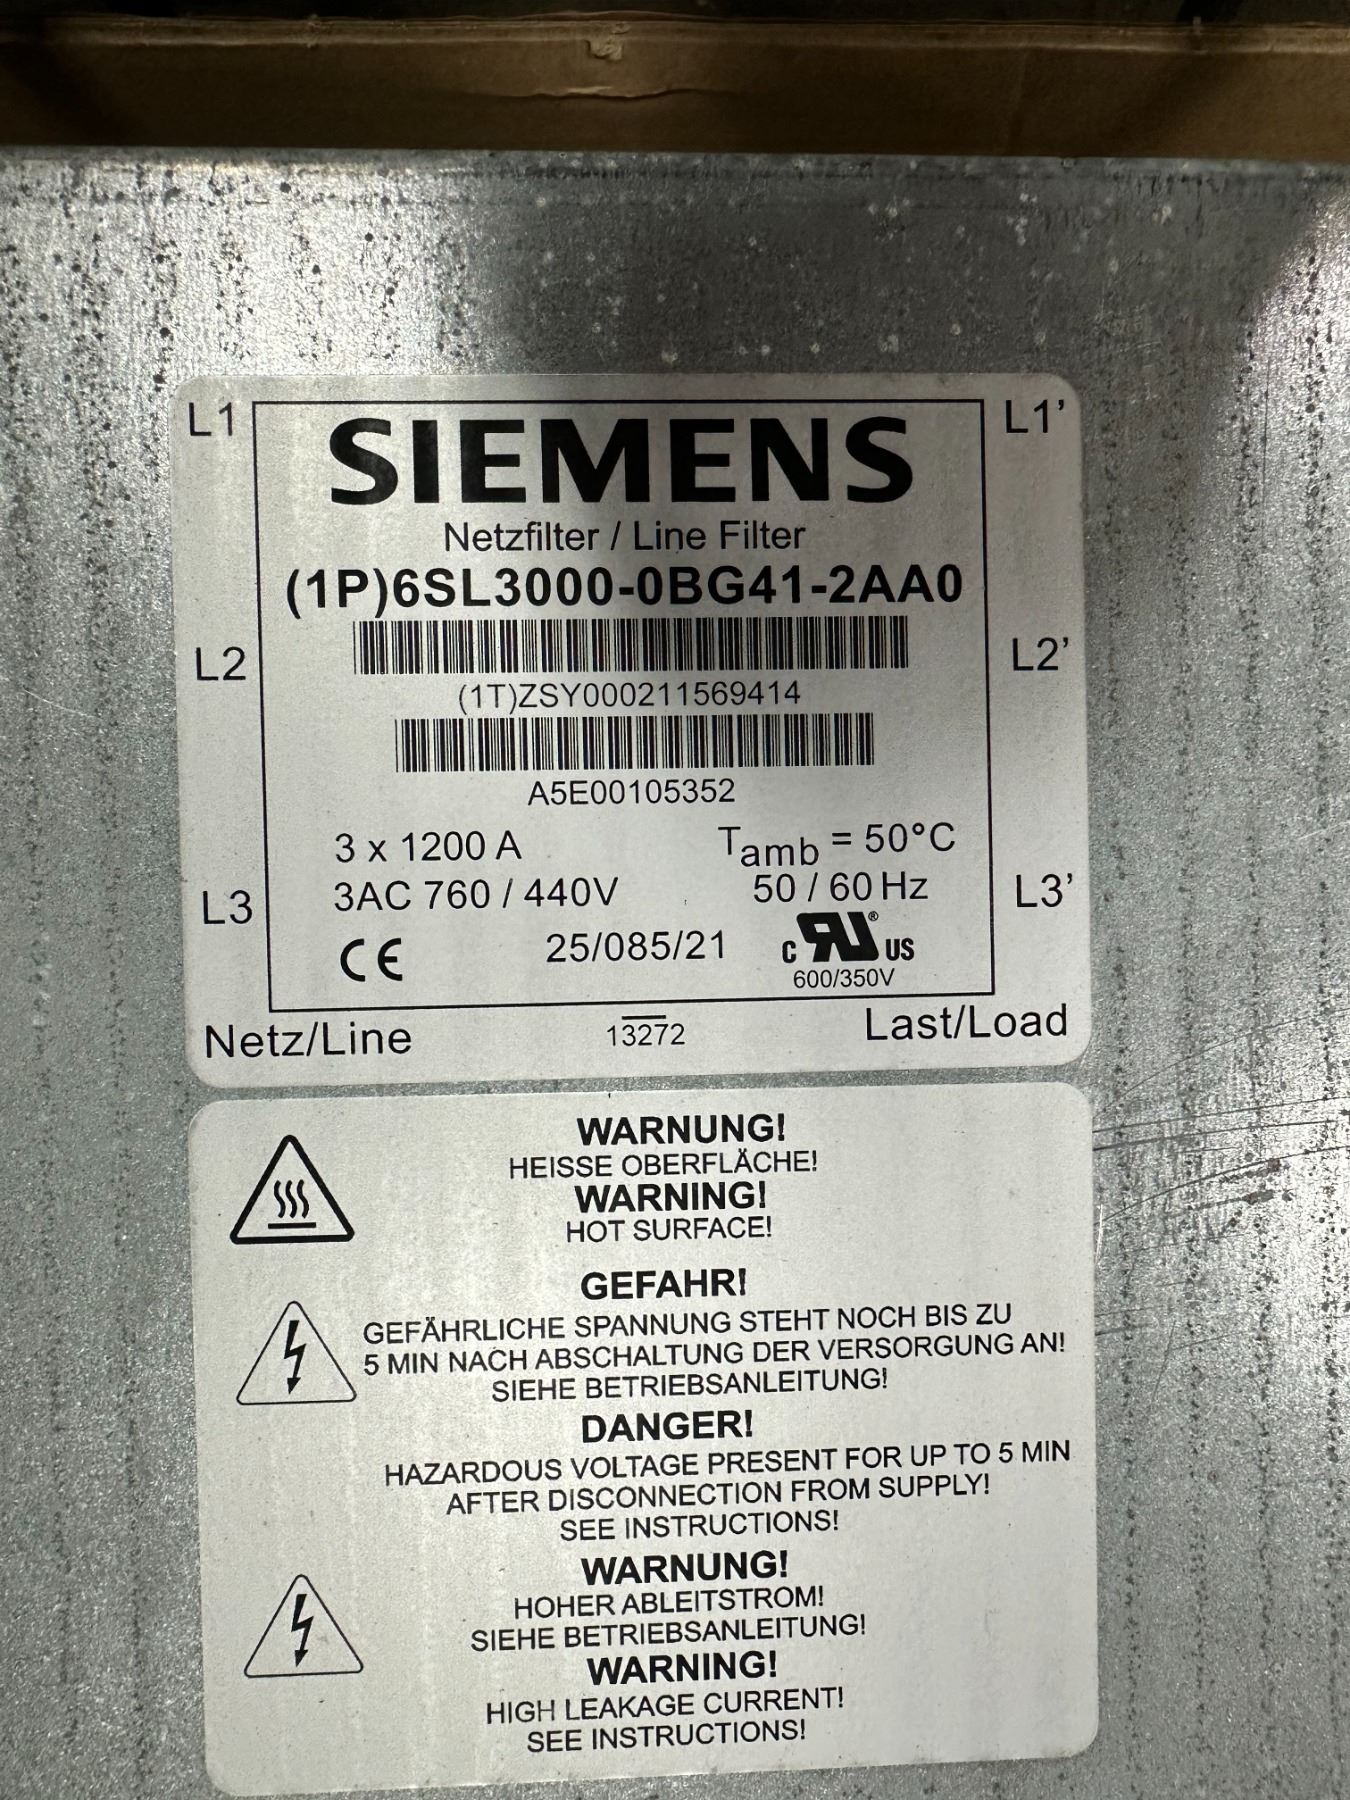 L1
SIEMENS
L1'
Netzfilter / Line Filter
(1P)6SL3000-0BG41-2AA0
L2
L2'
(1T)ZSY000211569414
A5E00105352
3 x 1200 A
Tamb = 50°C
L3
3AC 760 / 440V
50 / 60 Hz
L3'
CE
25/085/21
c RU® US
600/350V
Netz/Line
13272
Last/Load
WARNUNG!
HEISSE OBERFLÄCHE!
WARNING!
HOT SURFACE!
GEFAHR!
GEFÄHRLICHE SPANNUNG STEHT NOCH BIS ZU
5 MIN NACH ABSCHALTUNG DER VERSORGUNG AN!
SIEHE BETRIEBSANLEITUNG!
DANGER!
HAZARDOUS VOLTAGE PRESENT FOR UP TO 5 MIN
AFTER DISCONNECTION FROM SUPPLY!
SEE INSTRUCTIONS!
WARNUNG!
HOHER ABLEITSTROM!
SIEHE BETRIEBSANLEITUNG!
WARNING!
HIGH LEAKAGE CURRENT!
SEE INSTRUCTIONS!